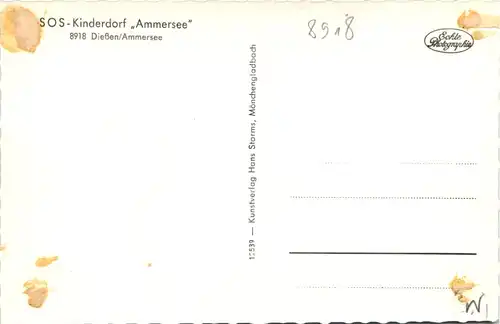 SOS-Kinderdorf „Ammersee"
8918 Dießen/Ammersee
8918
Echte
Photographie
12539 — Kunstverlag Hans Storms, Mönchengladbach